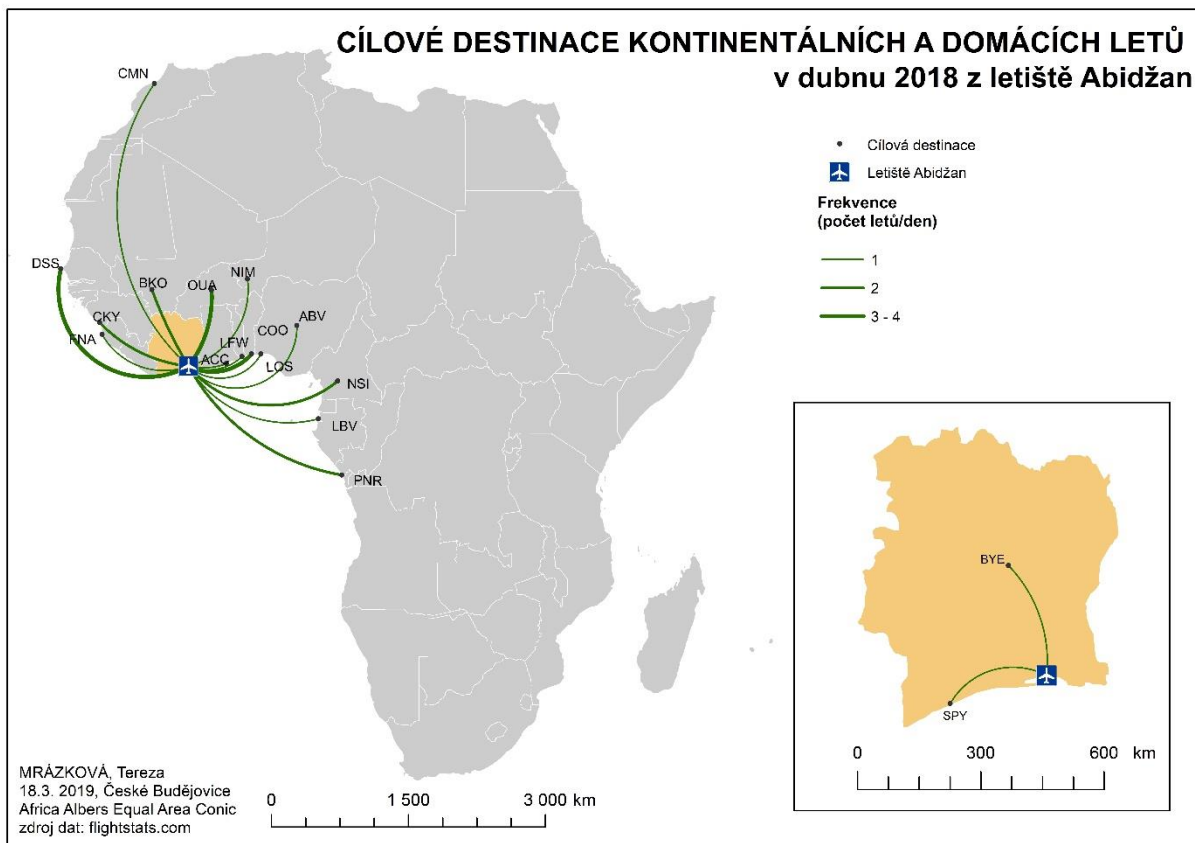 CÍLOVÉ DESTINACE KONTINENTÁLNÍCH A DOMÁCÍCH LETŮ
v dubnu 2018 z letiště Abidžan
Cílová destinace
Letiště Abidžan
Frekvence
(počet letů/den)
1
2
3 - 4
CMN
DSS
BKO
OUA
NIM
CKY
FNA
ABV
COO
LFW
ACC
LOS
NSI
LBV
PNR
BYE
SPY
0 300 600 km
MRÁZKOVÁ, Tereza
18.3. 2019, České Budějovice
Africa Albers Equal Area Conic
zdroj dat: flightstats.com
0 1 500 3 000 km